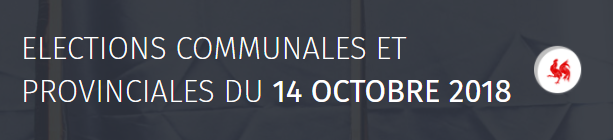 ELECTIONS COMMUNALES ET
PROVINCIALES DU 14 OCTOBRE 2018